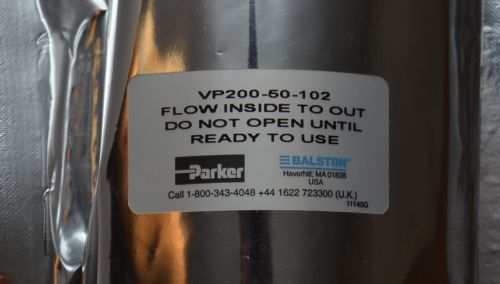 VP200-50-102
FLOW INSIDE TO OUT
DO NOT OPEN UNTIL
READY TO USE
Parker
BALSTON®
Haverhill, MA 01835
USA
Call 1-800-343-4048 +44 1622 723300 (U.K.)
11140G